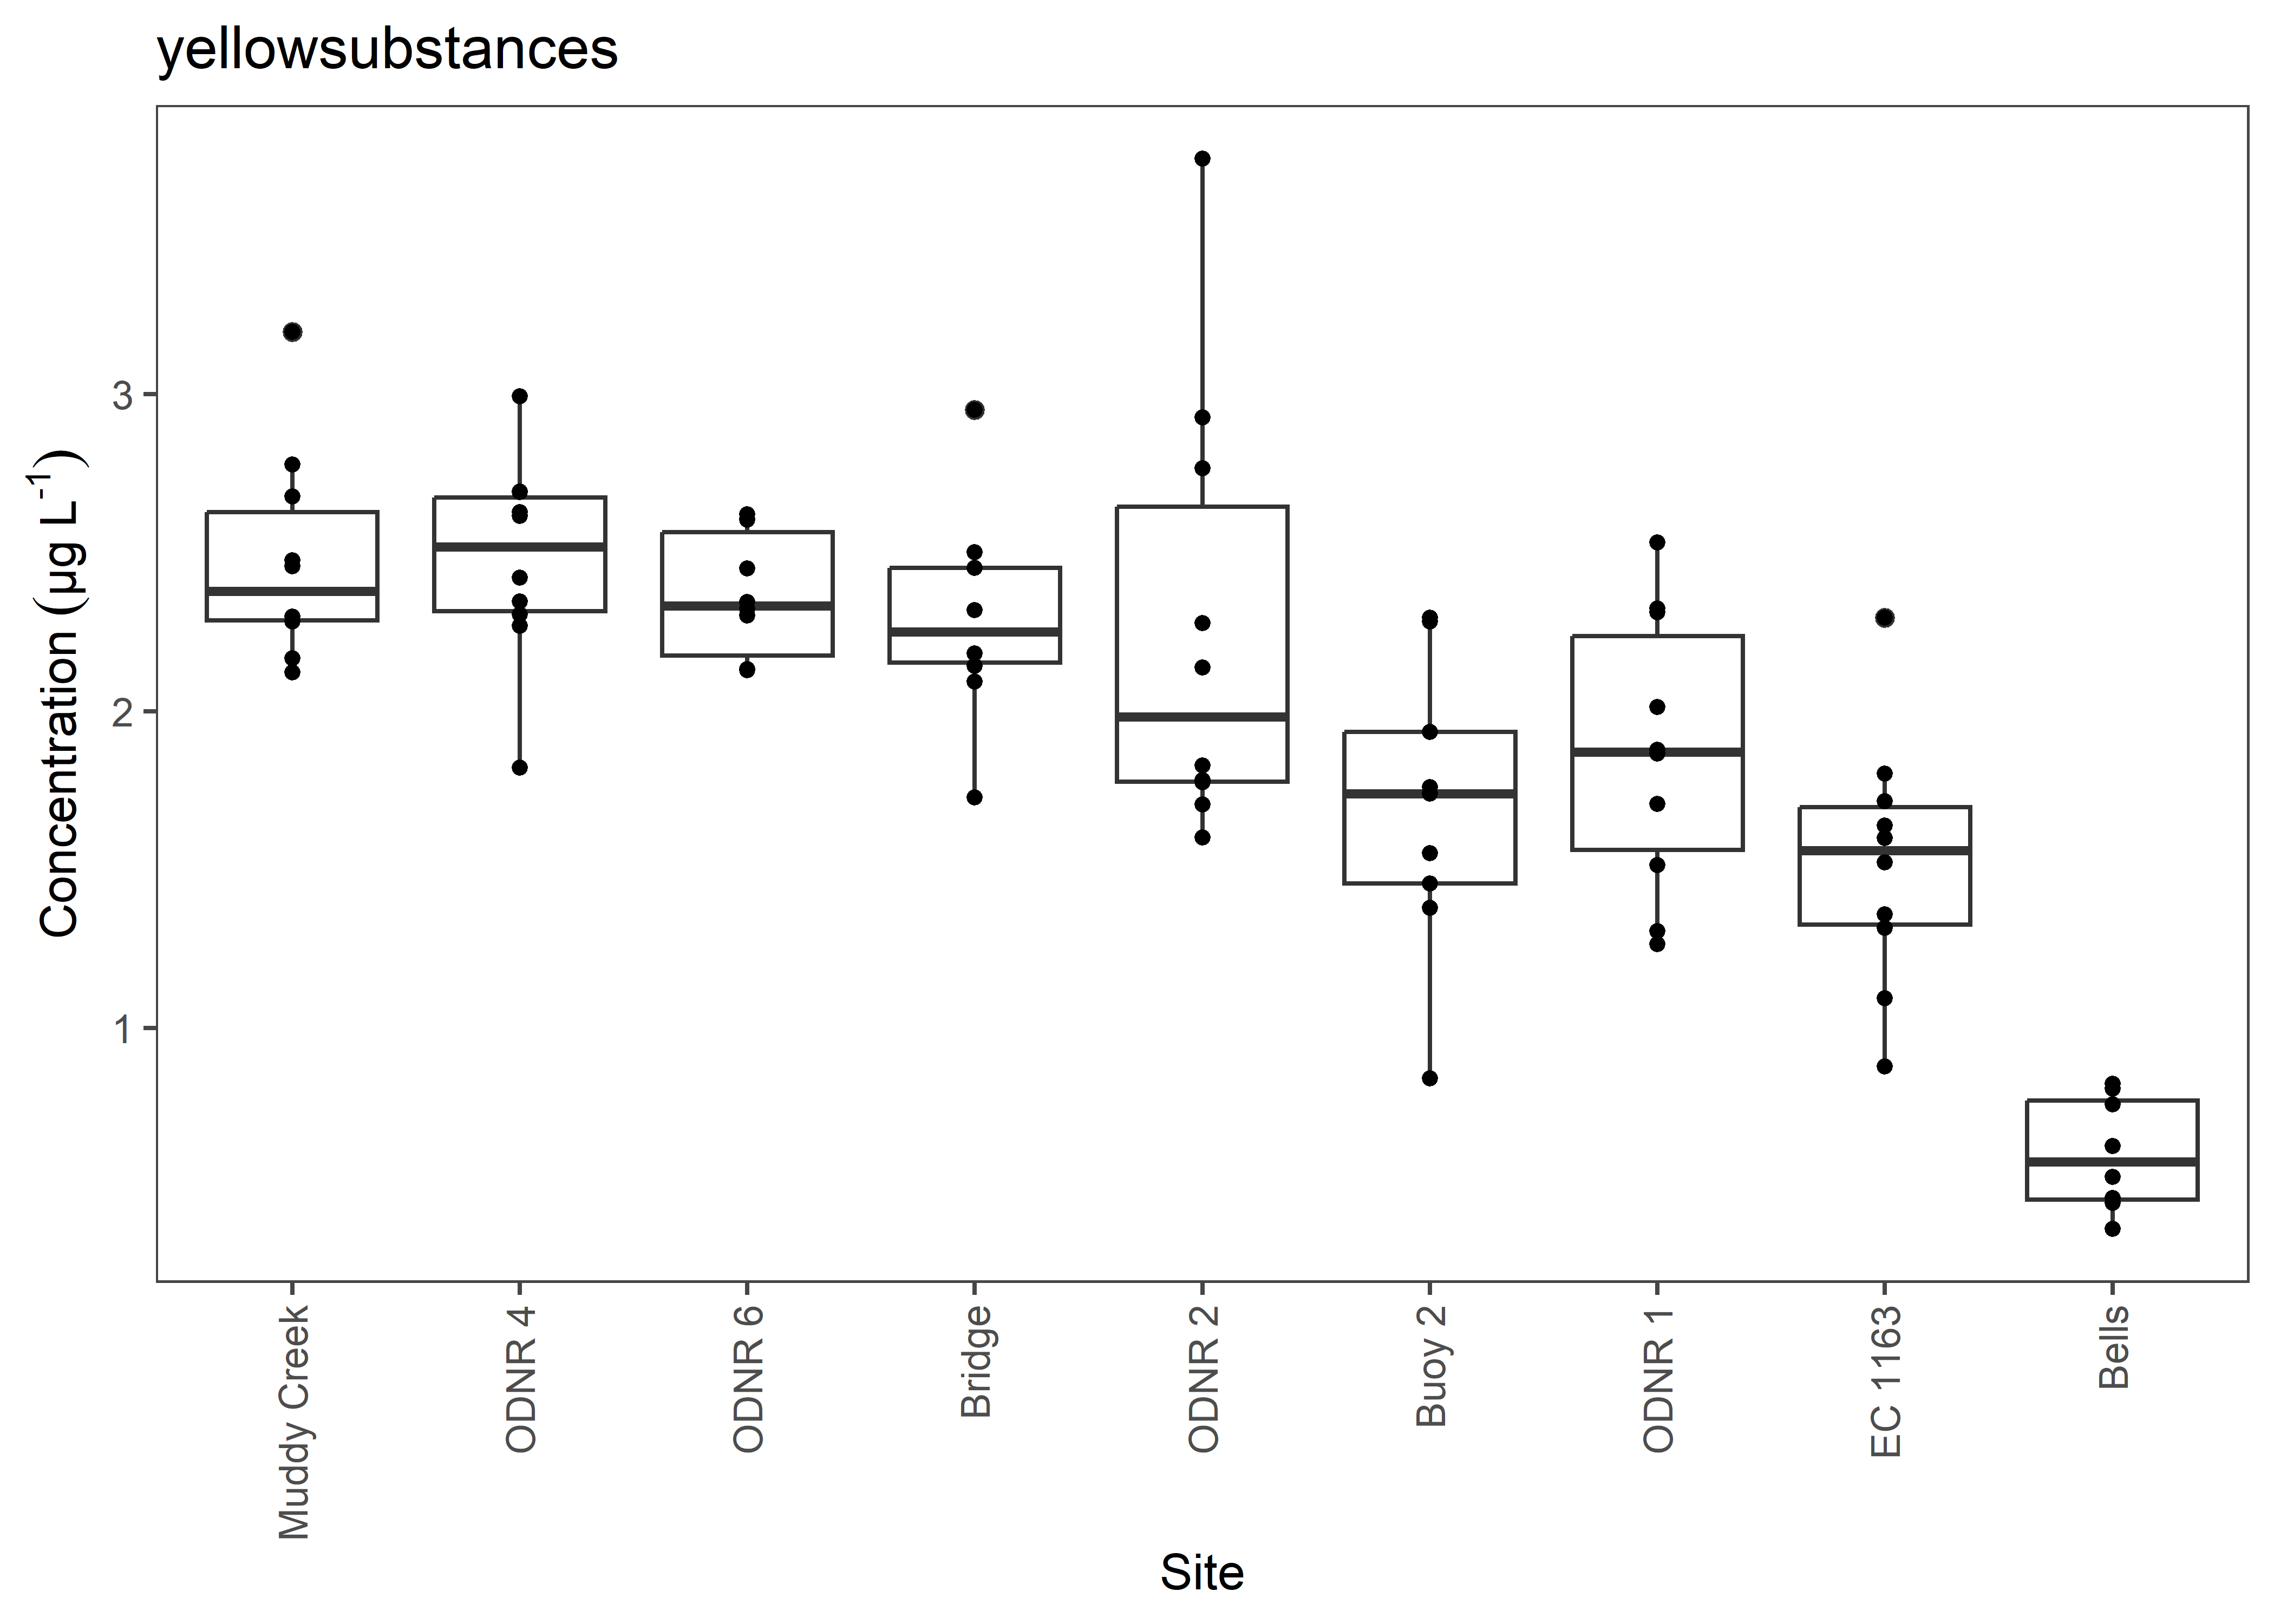 yellowsubstances
Concentration (µg L⁻¹)
3
2
1
Muddy Creek
ODNR 4
ODNR 6
Bridge
ODNR 2
Buoy 2
ODNR 1
EC 1163
Bells
Site